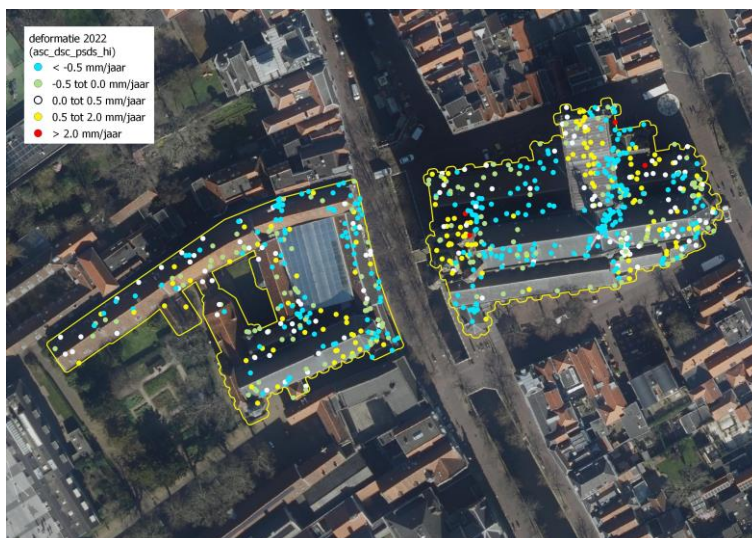 deformatie 2022
(asc_dsc_psds_hi)
< -0.5 mm/jaar
-0.5 tot 0.0 mm/jaar
0.0 tot 0.5 mm/jaar
0.5 tot 2.0 mm/jaar
> 2.0 mm/jaar